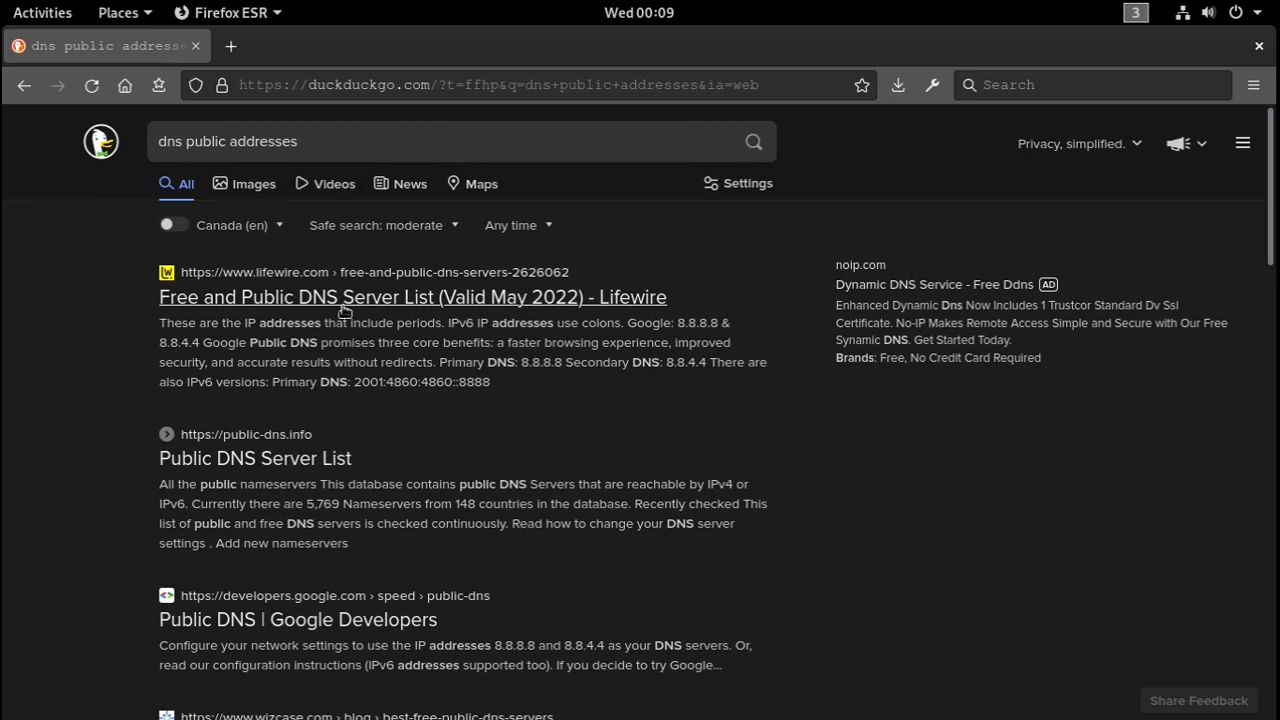 Activities Places Firefox ESR Wed 00:09 3
dns public addresse
https://duckduckgo.com/?t=ffhp&q=dns+public+addresses&ia=web Search
dns public addresses Privacy, simplified.
All Images Videos News Maps Settings
Canada (en) Safe search: moderate Any time
https://www.lifewire.com › free-and-public-dns-servers-2626062
Free and Public DNS Server List (Valid May 2022) - Lifewire
These are the IP addresses that include periods. IPv6 IP addresses use colons. Google: 8.8.8.8 &
8.8.4.4 Google Public DNS promises three core benefits: a faster browsing experience, improved
security, and accurate results without redirects. Primary DNS: 8.8.8.8 Secondary DNS: 8.8.4.4 There are
also IPv6 versions: Primary DNS: 2001:4860:4860::8888
noip.com
Dynamic DNS Service - Free Ddns AD
Enhanced Dynamic Dns Now Includes 1 Trustcor Standard Dv Ssl
Certificate. No-IP Makes Remote Access Simple and Secure with Our Free
Synamic DNS. Get Started Today.
Brands: Free, No Credit Card Required
https://public-dns.info
Public DNS Server List
All the public nameservers This database contains public DNS Servers that are reachable by IPv4 or
IPv6. Currently there are 5,769 Nameservers from 148 countries in the database. Recently checked This
list of public and free DNS servers is checked continuously. Read how to change your DNS server
settings . Add new nameservers
https://developers.google.com › speed › public-dns
Public DNS | Google Developers
Configure your network settings to use the IP addresses 8.8.8.8 and 8.8.4.4 as your DNS servers. Or,
read our configuration instructions (IPv6 addresses supported too). If you decide to try Google...
https://www.wizcase.com › blog › best-free-public-dns-servers
Share Feedback